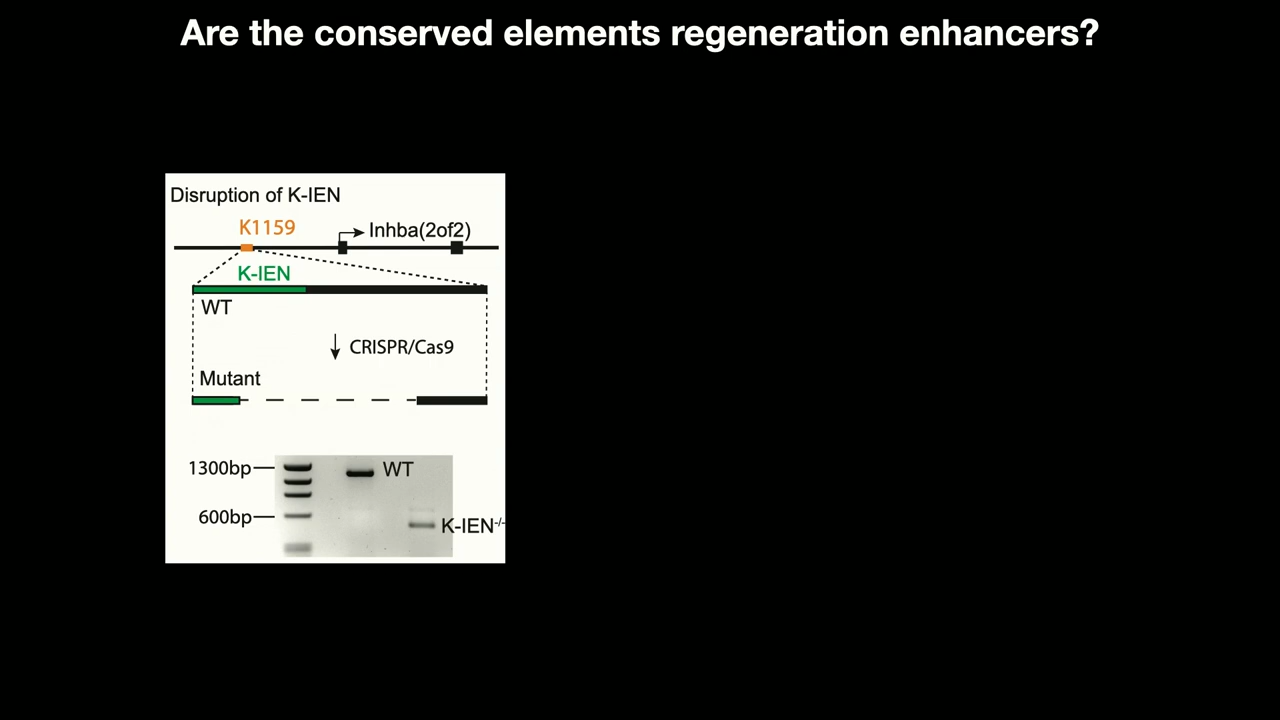 Are the conserved elements regeneration enhancers?
Disruption of K-IEN
K1159
Inhba(2of2)
K-IEN
WT
CRISPR/Cas9
Mutant
1300bp
WT
600bp
K-IEN-/-